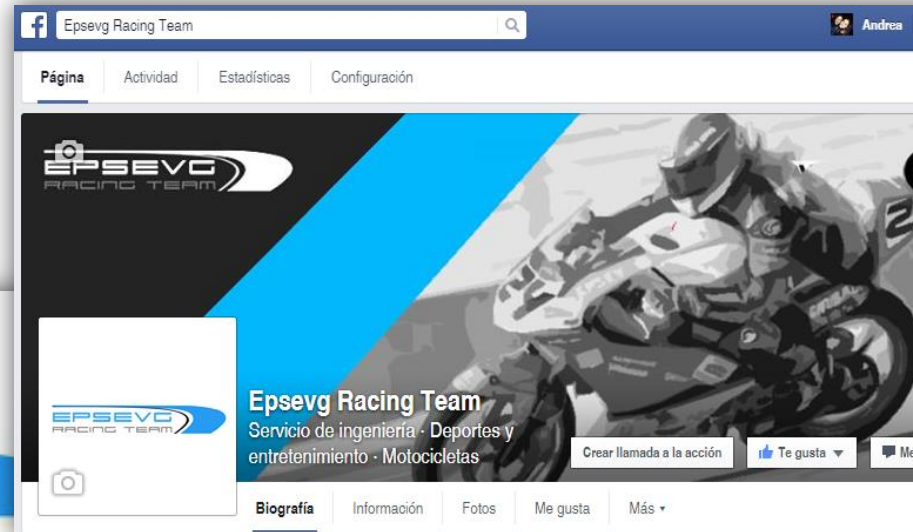 Epsevg Racing Team
Andrea
Página Actividad Estadísticas Configuración
EPSEVG
RACING TEAM
EPSEVG
RACING TEAM
Epsevg Racing Team
Servicio de ingeniería · Deportes y
entretenimiento · Motocicletas
Crear llamada a la acción Te gusta Me
Biografía Información Fotos Me gusta Más